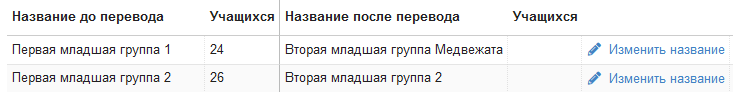 Название до перевода Учащихся Название после перевода Учащихся
Первая младшая группа 1 24 Вторая младшая группа Медвежата Изменить название
Первая младшая группа 2 26 Вторая младшая группа 2 Изменить название